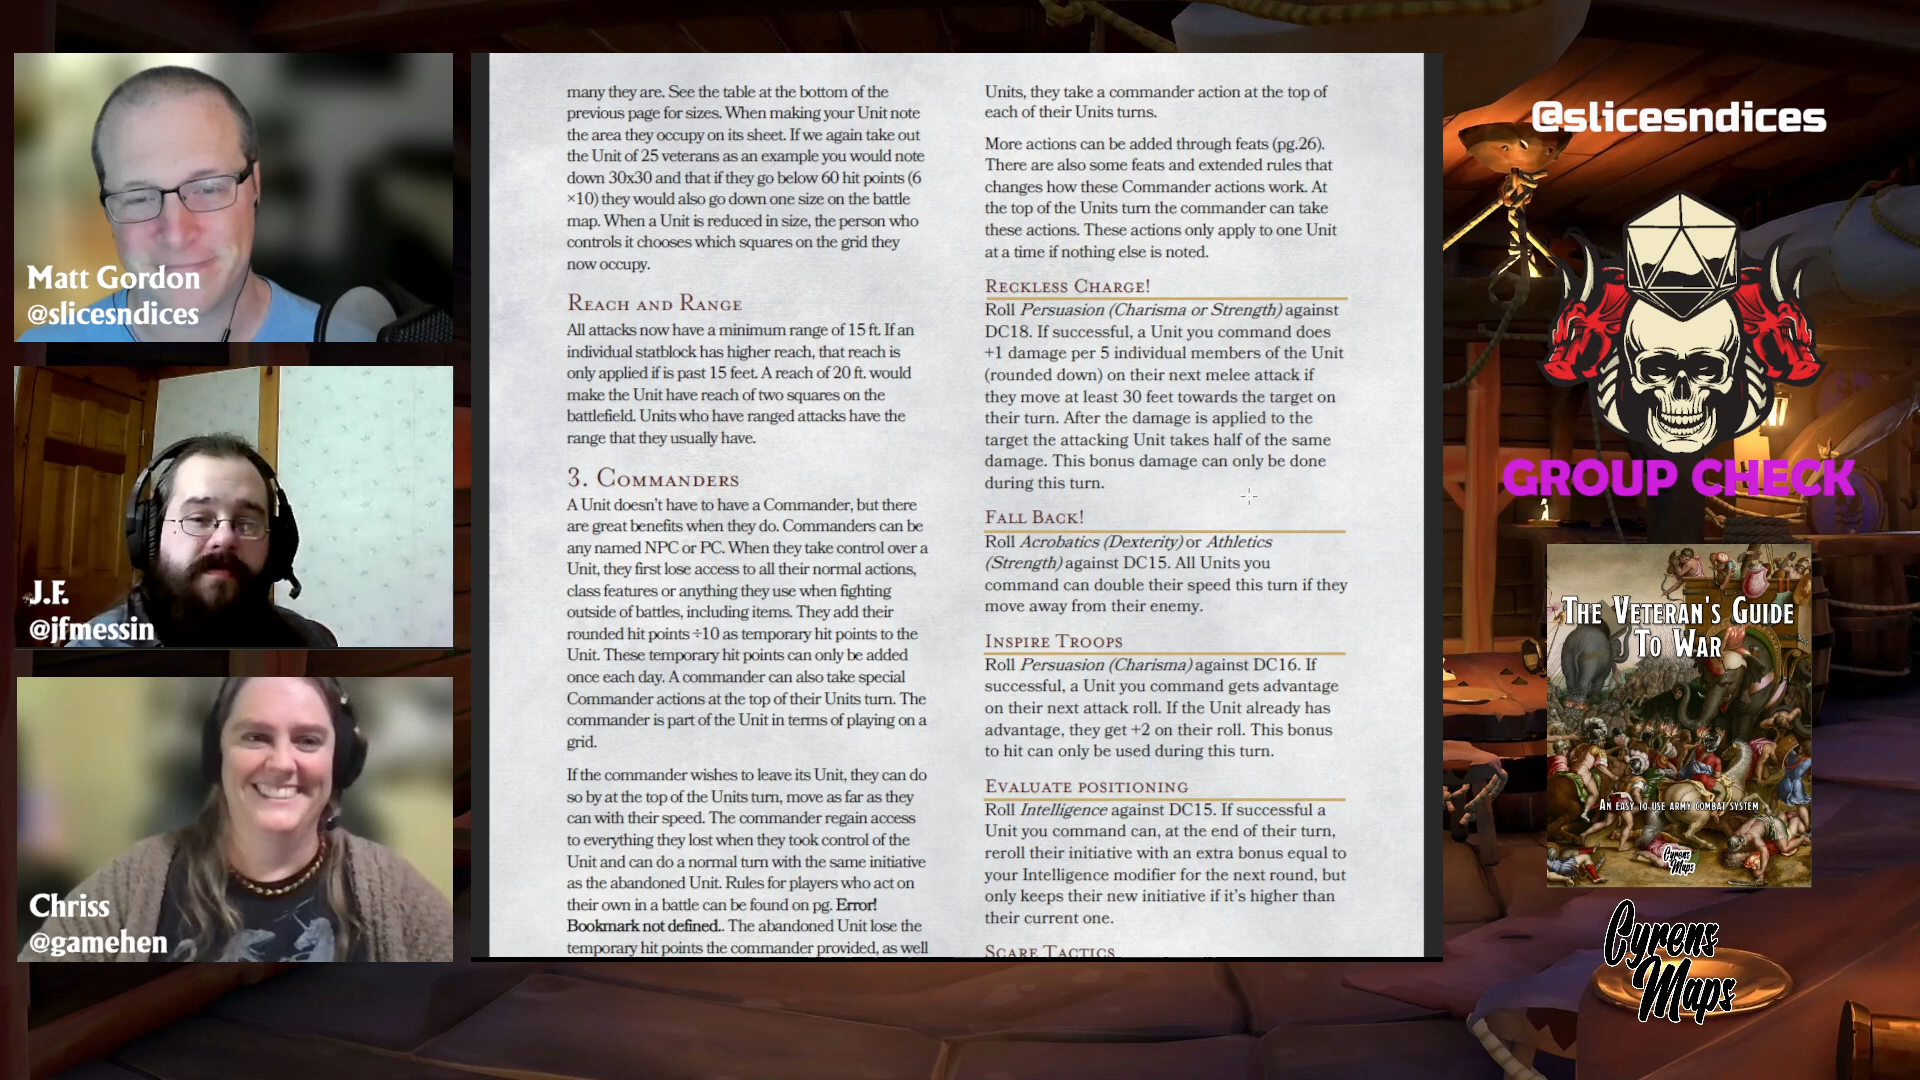 Matt Gordon
@slicesndices
J.F.
@jfmessin
Chriss
@gamehen
many they are. See the table at the bottom of the
previous page for sizes. When making your Unit note
the area they occupy on its sheet. If we again take out
the Unit of 25 veterans as an example you would note
down 30x30 and that if they go below 60 hit points (6
×10) they would also go down one size on the battle
map. When a Unit is reduced in size, the person who
controls it chooses which squares on the grid they
now occupy.
Reach and Range
All attacks now have a minimum range of 15 ft. If an
individual statblock has higher reach, that reach is
only applied if is past 15 feet. A reach of 20 ft. would
make the Unit have reach of two squares on the
battlefield. Units who have ranged attacks have the
range that they usually have.
3. Commanders
A Unit doesn't have to have a Commander, but there
are great benefits when they do. Commanders can be
any named NPC or PC. When they take control over a
Unit, they first lose access to all their normal actions,
class features or anything they use when fighting
outside of battles, including items. They add their
rounded hit points ÷10 as temporary hit points to the
Unit. These temporary hit points can only be added
once each day. A commander can also take special
Commander actions at the top of their Units turn. The
commander is part of the Unit in terms of playing on a
grid.
If the commander wishes to leave its Unit, they can do
so by at the top of the Units turn, move as far as they
can with their speed. The commander regain access
to everything they lost when they took control of the
Unit and can do a normal turn with the same initiative
as the abandoned Unit. Rules for players who act on
their own in a battle can be found on pg. Error!
Bookmark not defined.. The abandoned Unit lose the
temporary hit points the commander provided, as well
Units, they take a commander action at the top of
each of their Units turns.
More actions can be added through feats (pg.26).
There are also some feats and extended rules that
changes how these Commander actions work. At
the top of the Units turn the commander can take
these actions. These actions only apply to one Unit
at a time if nothing else is noted.
Reckless Charge!
Roll Persuasion (Charisma or Strength) against
DC18. If successful, a Unit you command does
+1 damage per 5 individual members of the Unit
(rounded down) on their next melee attack if
they move at least 30 feet towards the target on
their turn. After the damage is applied to the
target the attacking Unit takes half of the same
damage. This bonus damage can only be done
during this turn.
Fall Back!
Roll Acrobatics (Dexterity) or Athletics
(Strength) against DC15. All Units you
command can double their speed this turn if they
move away from their enemy.
Inspire Troops
Roll Persuasion (Charisma) against DC16. If
successful, a Unit you command gets advantage
on their next attack roll. If the Unit already has
advantage, they get +2 on their roll. This bonus
to hit can only be used during this turn.
Evaluate positioning
Roll Intelligence against DC15. If successful a
Unit you command can, at the end of their turn,
reroll their initiative with an extra bonus equal to
your Intelligence modifier for the next round, but
only keeps their new initiative if it's higher than
their current one.
Scare Tactics
@slicesndices
GROUP CHECK
The Veteran's Guide
To War
An easy to use army combat system
Cyrens
Maps
Cyrens
Maps